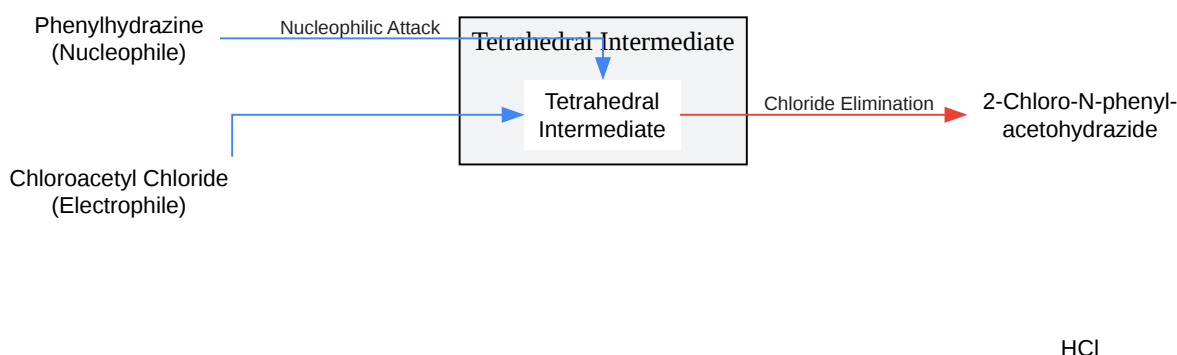 Phenylhydrazine
(Nucleophile)
Nucleophilic Attack
Tetrahedral Intermediate
Tetrahedral
Intermediate
Chloride Elimination
2-Chloro-N-phenyl-
acetohydrazide
Chloroacetyl Chloride
(Electrophile)
HCl